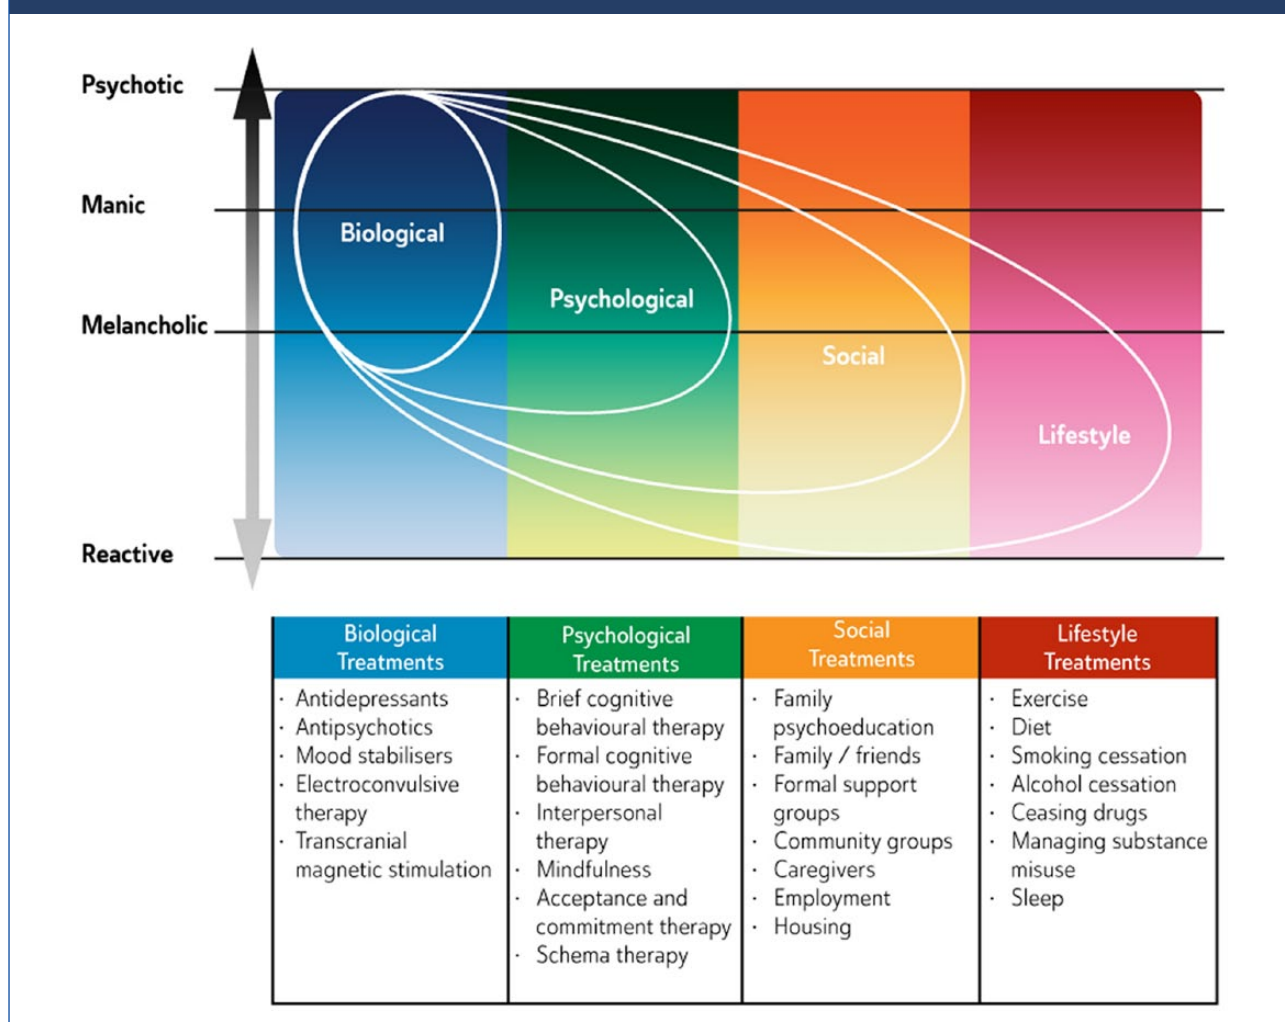 Psychotic
Manic
Biological
Psychological
Melancholic
Social
Lifestyle
Reactive
Biological
Treatments
· Antidepressants
· Antipsychotics
· Mood stabilisers
· Electroconvulsive
therapy
· Transcranial
magnetic stimulation
Psychological
Treatments
· Brief cognitive
behavioural therapy
· Formal cognitive
behavioural therapy
· Interpersonal
therapy
· Mindfulness
· Acceptance and
commitment therapy
· Schema therapy
Social
Treatments
· Family
psychoeducation
· Family / friends
· Formal support
groups
· Community groups
· Caregivers
· Employment
· Housing
Lifestyle
Treatments
· Exercise
· Diet
· Smoking cessation
· Alcohol cessation
· Ceasing drugs
· Managing substance
misuse
· Sleep